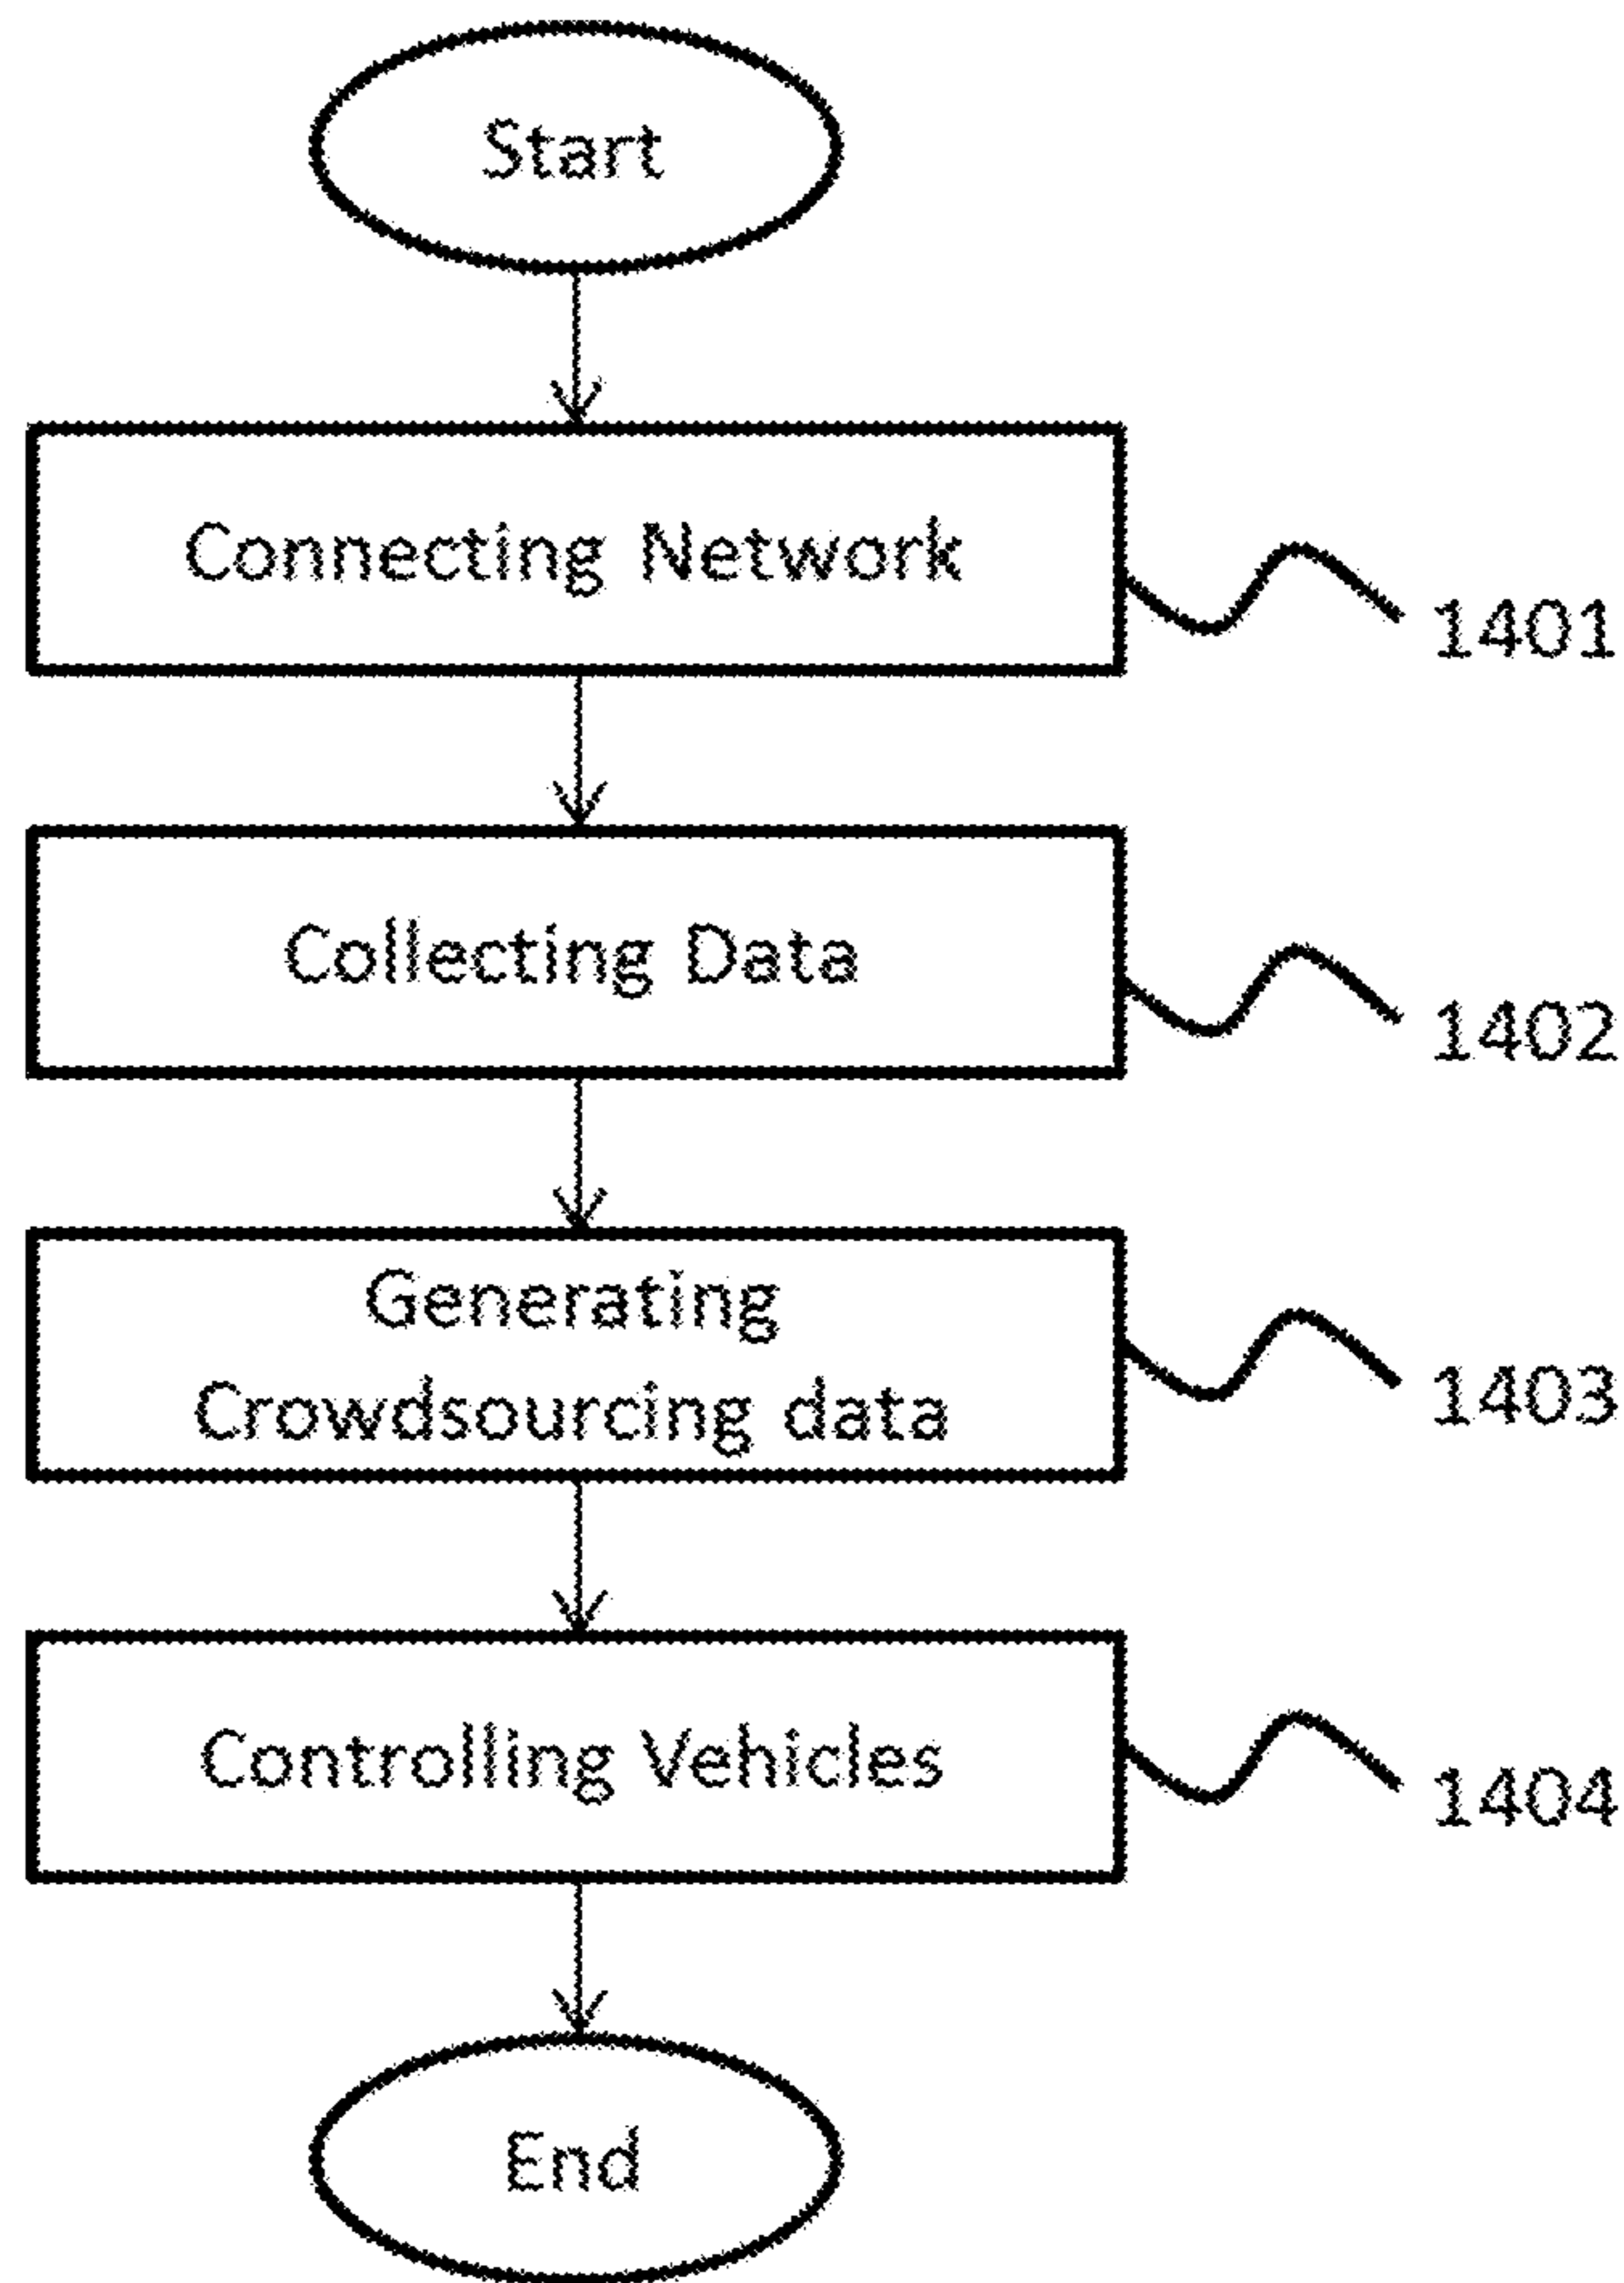 Start
Connecting Network
1401
Collecting Data
1402
Generating
Crowdsourcing data
1403
Controlling Vehicles
1404
End